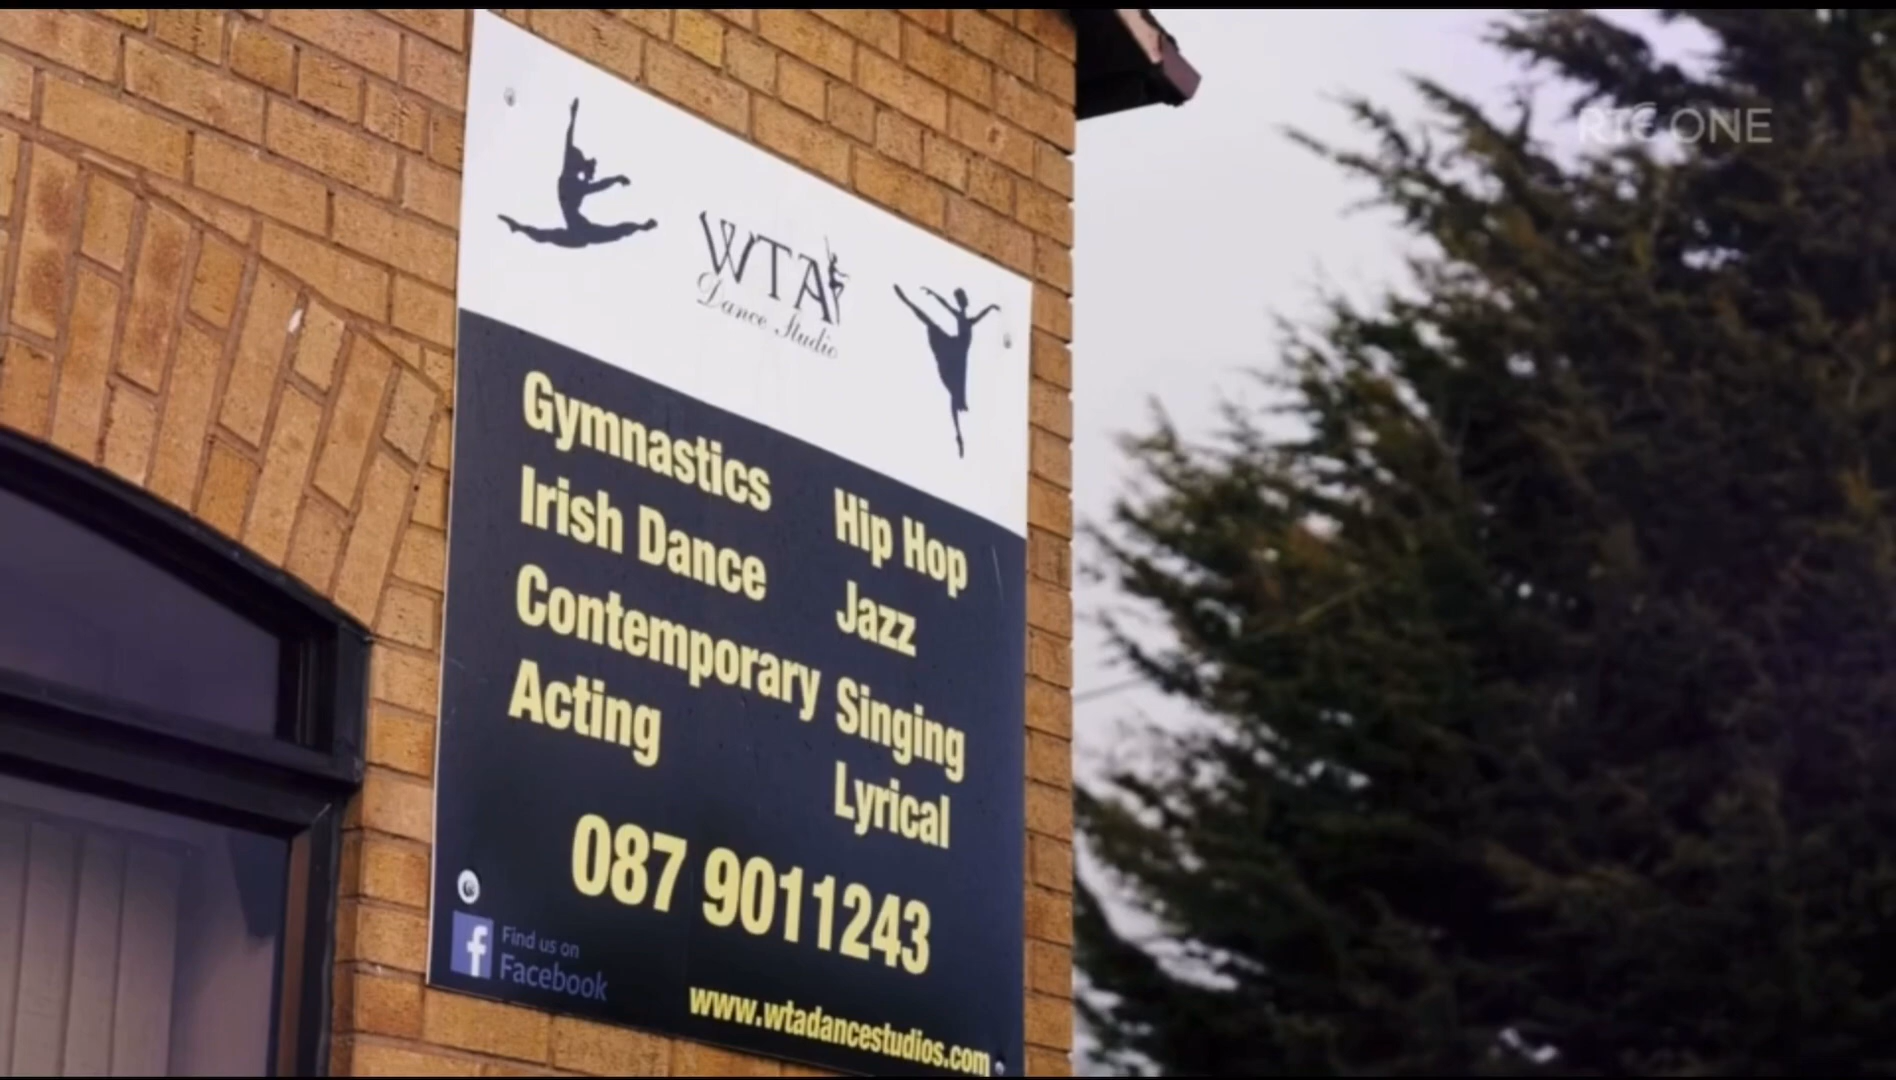 RTÉ ONE
WTA
Dance Studio
Gymnastics
Irish Dance
Contemporary
Acting
Hip Hop
Jazz
Singing
Lyrical
087 9011243
f
Find us on
Facebook
www.wtadancestudios.com